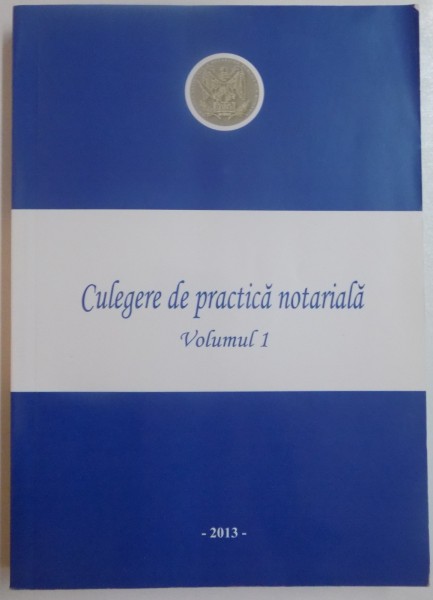 Culegere de practică notarială
Volumul 1
- 2013 -